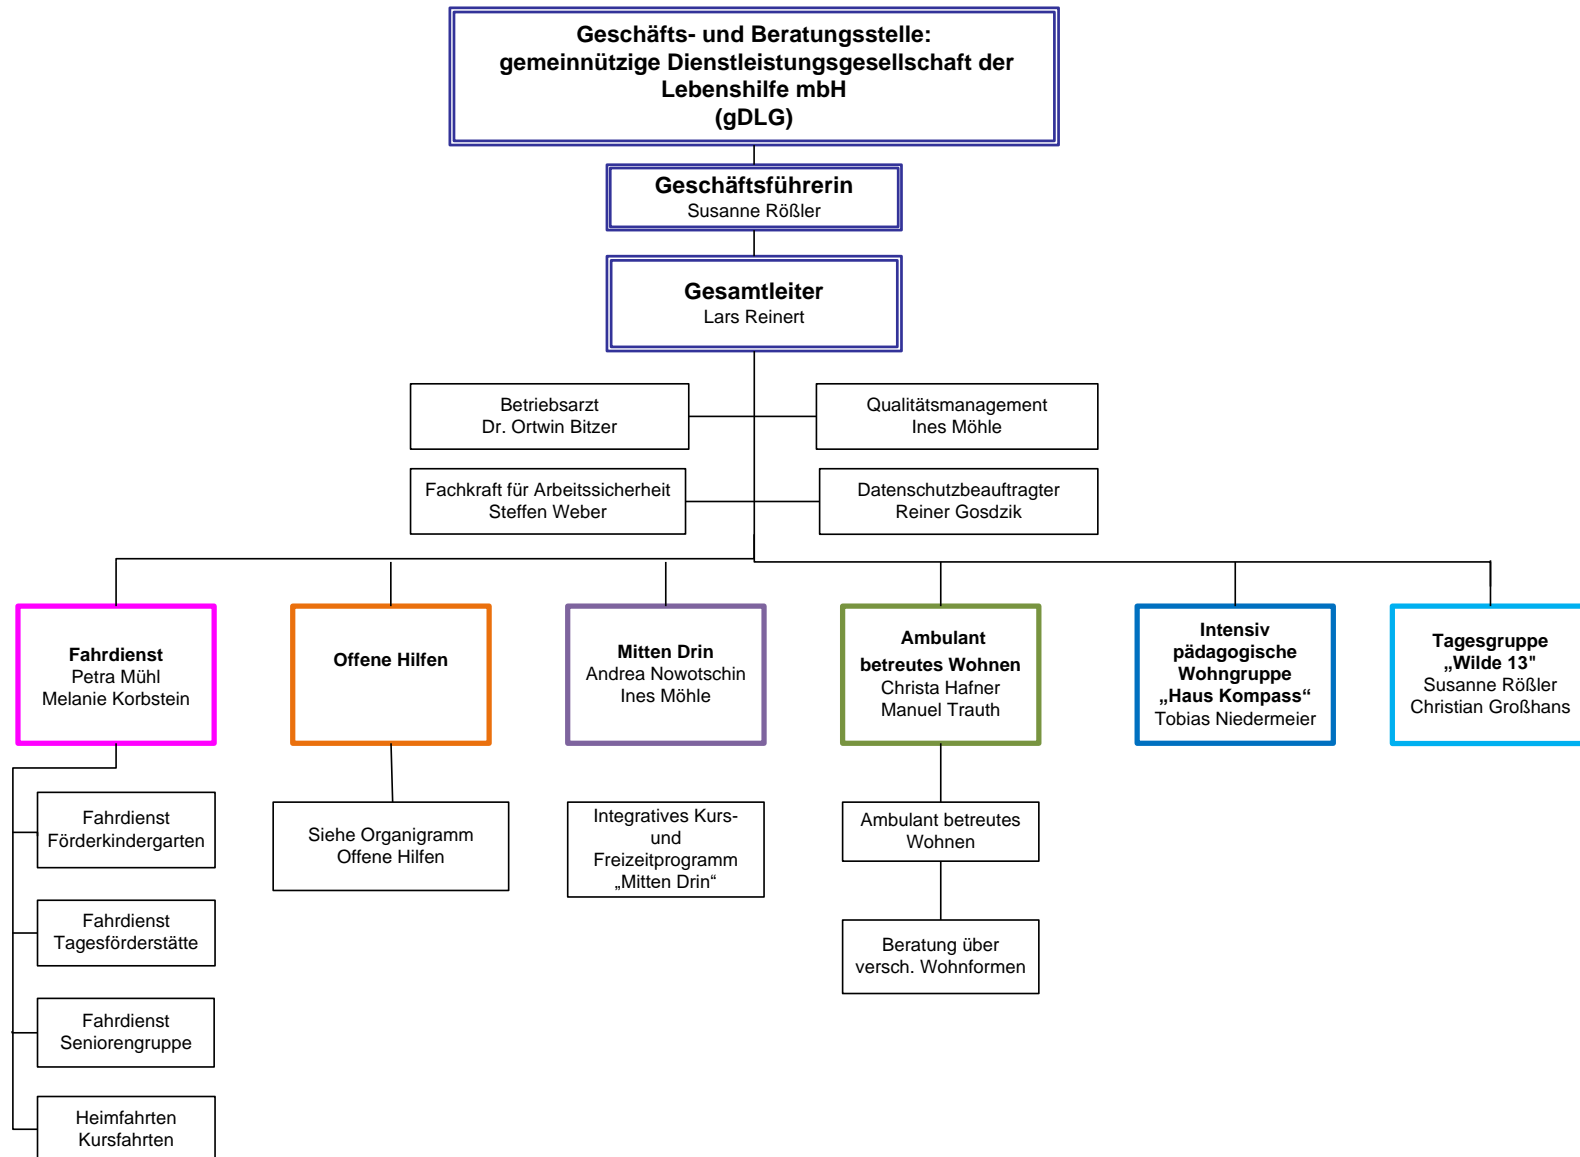 Geschäfts- und Beratungsstelle:
gemeinnützige Dienstleistungsgesellschaft der
Lebenshilfe mbH
(gDLG)
Geschäftsführerin
Susanne Rößler
Gesamtleiter
Lars Reinert
Betriebsarzt
Dr. Ortwin Bitzer
Qualitätsmanagement
Ines Möhle
Fachkraft für Arbeitssicherheit
Steffen Weber
Datenschutzbeauftragter
Reiner Gosdzik
Fahrdienst
Petra Mühl
Melanie Korbstein
Offene Hilfen
Mitten Drin
Andrea Nowotschin
Ines Möhle
Ambulant
betreutes Wohnen
Christa Hafner
Manuel Trauth
Intensiv
pädagogische
Wohngruppe
„Haus Kompass“
Tobias Niedermeier
Tagesgruppe
„Wilde 13"
Susanne Rößler
Christian Großhans
Fahrdienst
Förderkindergarten
Fahrdienst
Tagesförderstätte
Fahrdienst
Seniorengruppe
Heimfahrten
Kursfahrten
Siehe Organigramm
Offene Hilfen
Integratives Kurs-
und
Freizeitprogramm
„Mitten Drin“
Ambulant betreutes
Wohnen
Beratung über
versch. Wohnformen